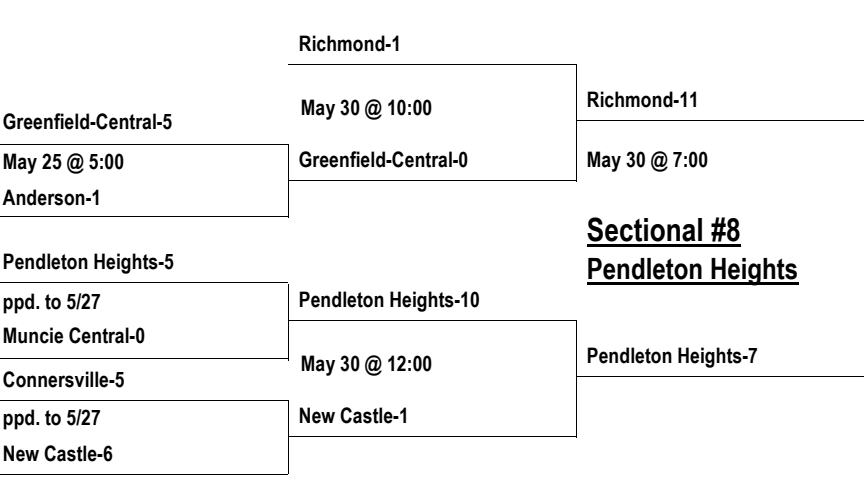 Richmond-1
May 30 @ 10:00
Richmond-11
Greenfield-Central-5
May 25 @ 5:00
Greenfield-Central-0
May 30 @ 7:00
Anderson-1
Sectional #8
Pendleton Heights
Pendleton Heights-5
ppd. to 5/27
Pendleton Heights-10
Muncie Central-0
May 30 @ 12:00
Pendleton Heights-7
Connersville-5
ppd. to 5/27
New Castle-1
New Castle-6